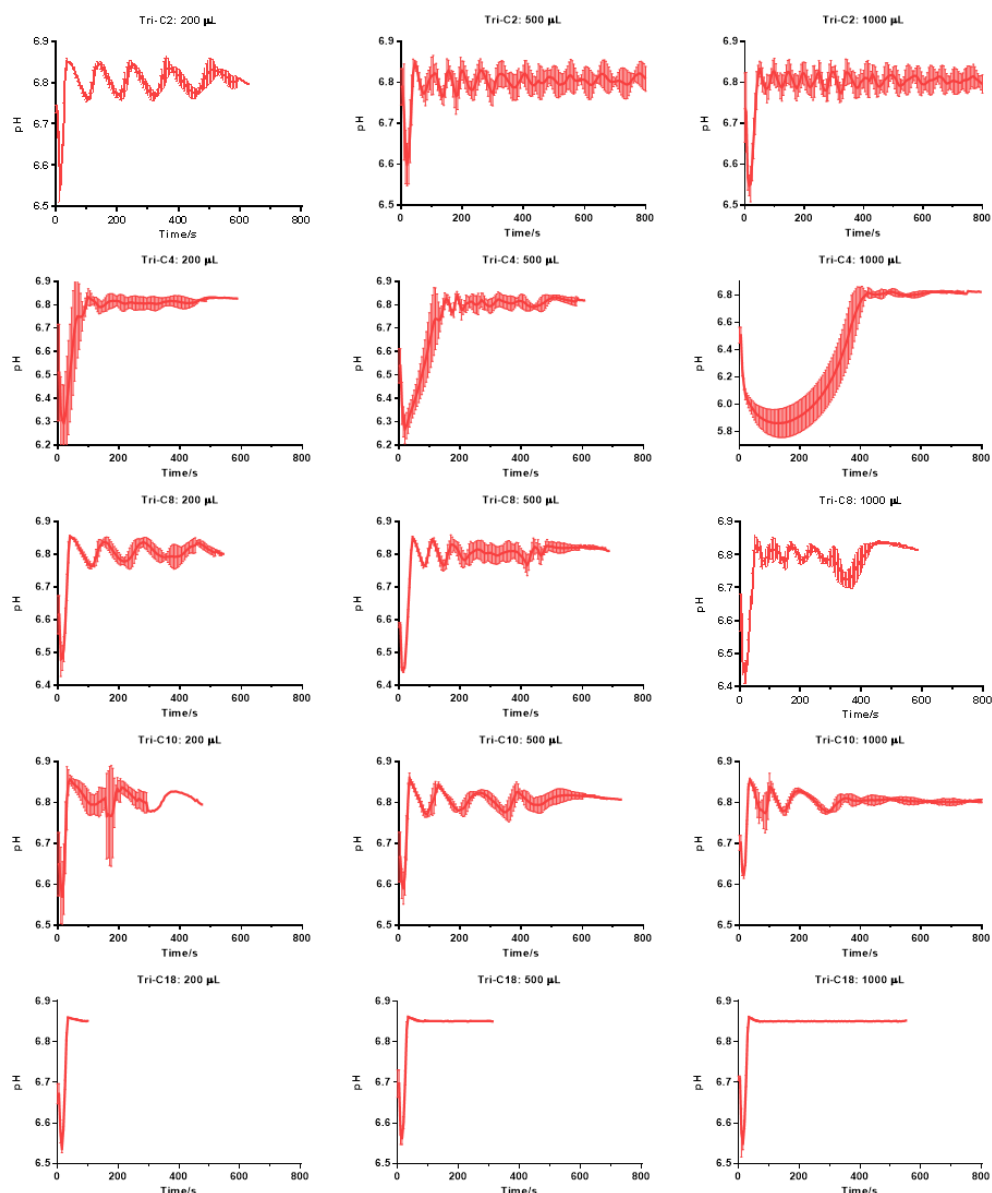 Tri-C2: 200 μL
Tri-C2: 500 μL
Tri-C2: 1000 μL
pH
6.9
6.8
6.7
6.6
6.5
0 200 400 600 800
Time/s
pH
6.9
6.8
6.7
6.6
6.5
0 200 400 600 800
Time/s
pH
6.9
6.8
6.7
6.6
6.5
0 200 400 600 800
Time/s
Tri-C4: 200 μL
Tri-C4: 500 μL
Tri-C4: 1000 μL
pH
6.9
6.8
6.7
6.6
6.5
6.4
6.3
6.2
0 200 400 600 800
Time/s
pH
6.9
6.8
6.7
6.6
6.5
6.4
6.3
6.2
0 200 400 600 800
Time/s
pH
6.8
6.6
6.4
6.2
6.0
5.8
0 200 400 600 800
Time/s
Tri-C8: 200 μL
Tri-C8: 500 μL
Tri-C8: 1000 μL
pH
6.9
6.8
6.7
6.6
6.5
6.4
0 200 400 600 800
Time/s
pH
6.9
6.8
6.7
6.6
6.5
6.4
0 200 400 600 800
Time/s
pH
6.9
6.8
6.7
6.6
6.5
6.4
0 200 400 600 800
Time/s
Tri-C10: 200 μL
Tri-C10: 500 μL
Tri-C10: 1000 μL
pH
6.9
6.8
6.7
6.6
6.5
0 200 400 600 800
Time/s
pH
6.9
6.8
6.7
6.6
6.5
0 200 400 600 800
Time/s
pH
6.9
6.8
6.7
6.6
6.5
0 200 400 600 800
Time/s
Tri-C18: 200 μL
Tri-C18: 500 μL
Tri-C18: 1000 μL
pH
6.9
6.8
6.7
6.6
6.5
0 200 400 600 800
Time/s
pH
6.9
6.8
6.7
6.6
6.5
0 200 400 600 800
Time/s
pH
6.9
6.8
6.7
6.6
6.5
0 200 400 600 800
Time/s